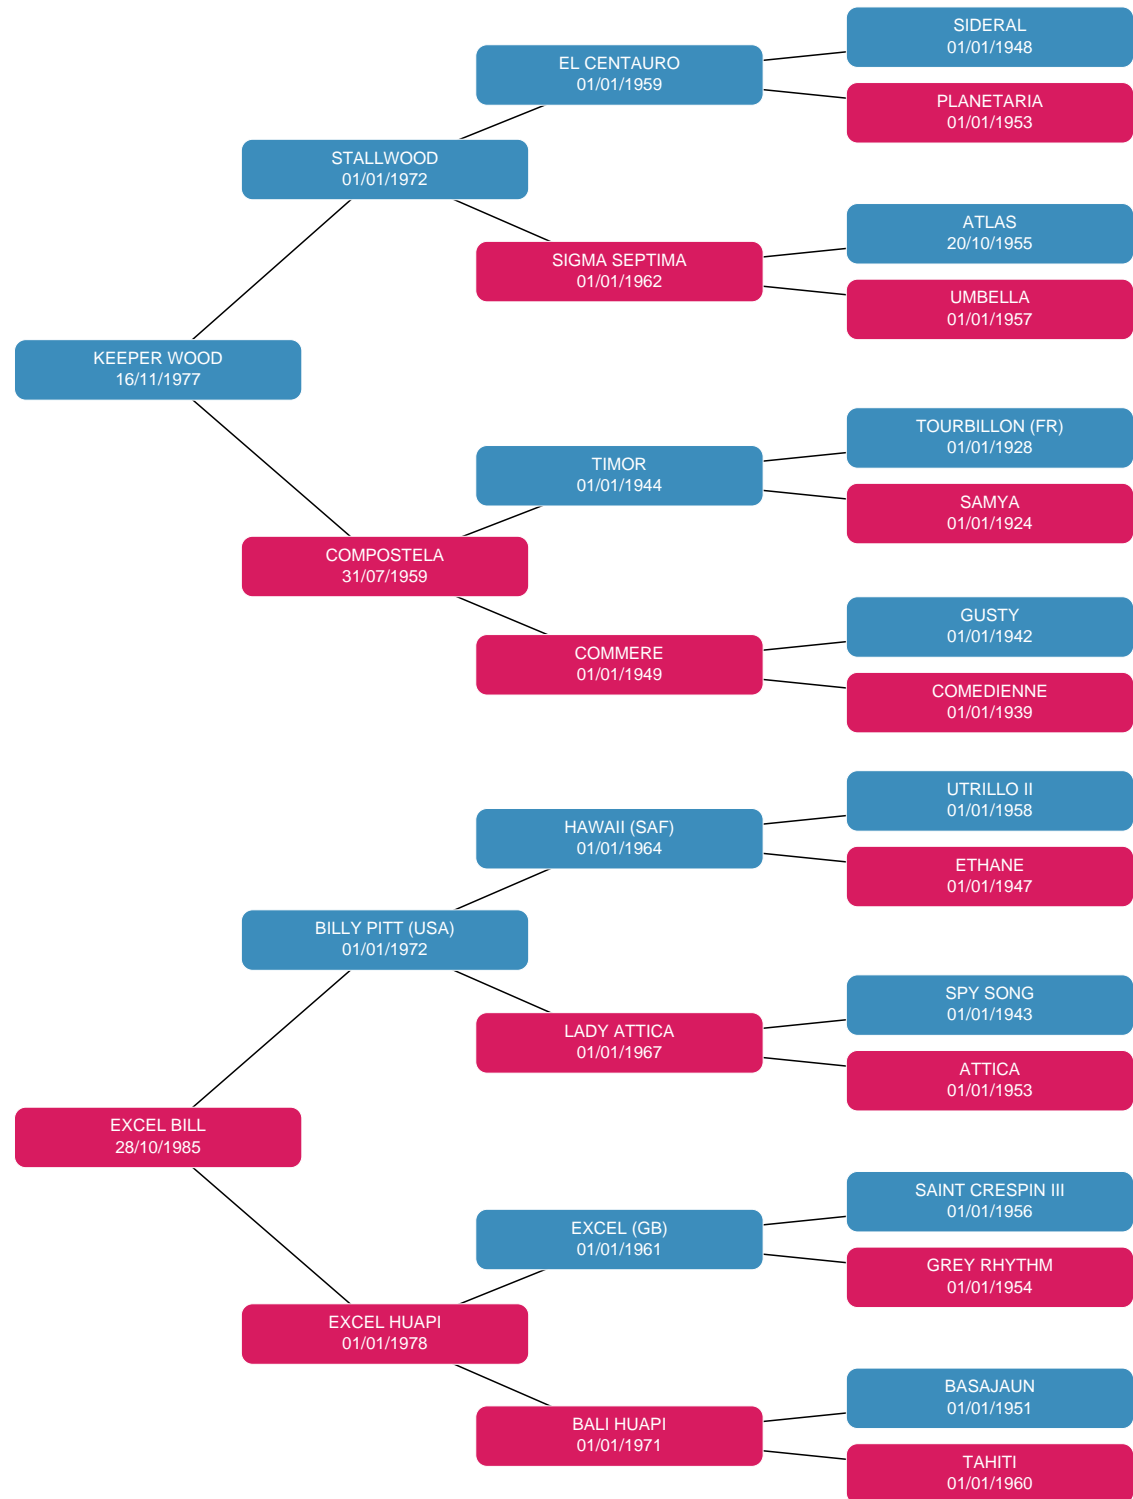 SIDERAL
01/01/1948
EL CENTAURO
01/01/1959
PLANETARIA
01/01/1953
STALLWOOD
01/01/1972
ATLAS
20/10/1955
SIGMA SEPTIMA
01/01/1962
UMBELLA
01/01/1957
KEEPER WOOD
16/11/1977
TOURBILLON (FR)
01/01/1928
TIMOR
01/01/1944
SAMYA
01/01/1924
COMPOSTELA
31/07/1959
GUSTY
01/01/1942
COMMERE
01/01/1949
COMEDIENNE
01/01/1939
UTRILLO II
01/01/1958
HAWAII (SAF)
01/01/1964
ETHANE
01/01/1947
BILLY PITT (USA)
01/01/1972
SPY SONG
01/01/1943
LADY ATTICA
01/01/1967
ATTICA
01/01/1953
EXCEL BILL
28/10/1985
SAINT CRESPIN III
01/01/1956
EXCEL (GB)
01/01/1961
GREY RHYTHM
01/01/1954
EXCEL HUAPI
01/01/1978
BASAJAUN
01/01/1951
BALI HUAPI
01/01/1971
TAHITI
01/01/1960